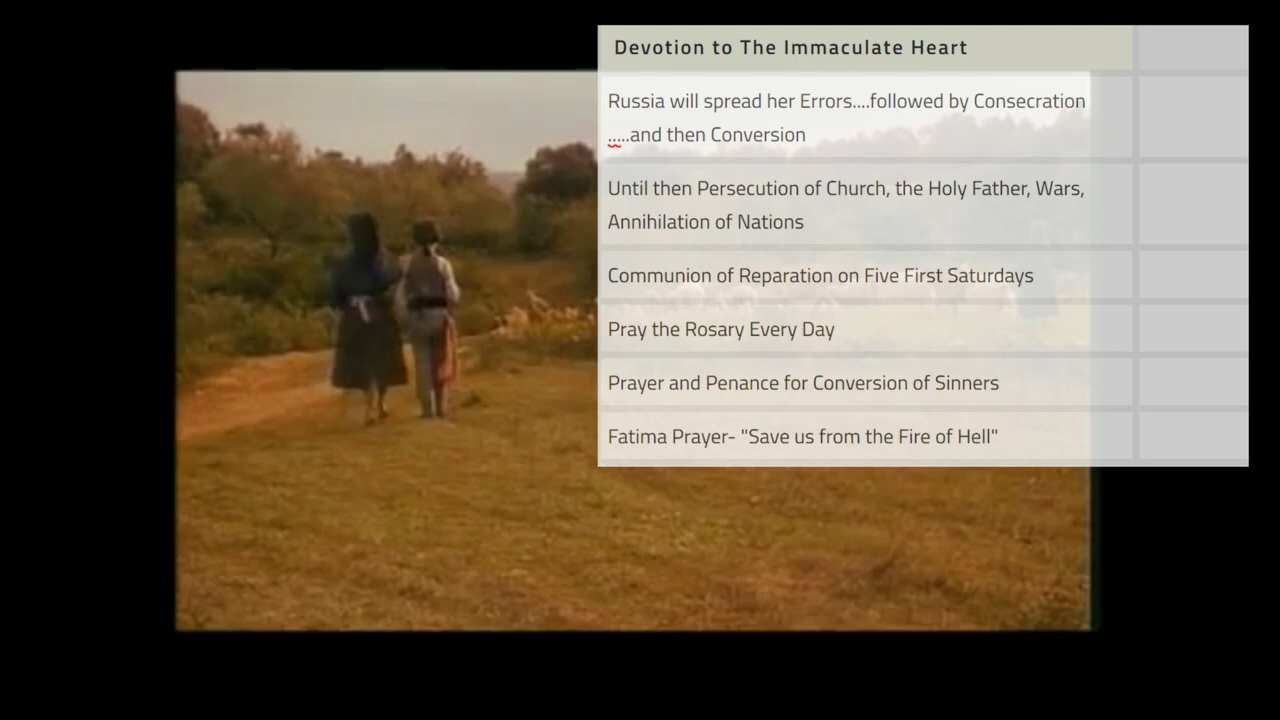 Devotion to The Immaculate Heart
Russia will spread her Errors....followed by Consecration
.....and then Conversion
Until then Persecution of Church, the Holy Father, Wars,
Annihilation of Nations
Communion of Reparation on Five First Saturdays
Pray the Rosary Every Day
Prayer and Penance for Conversion of Sinners
Fatima Prayer- "Save us from the Fire of Hell"